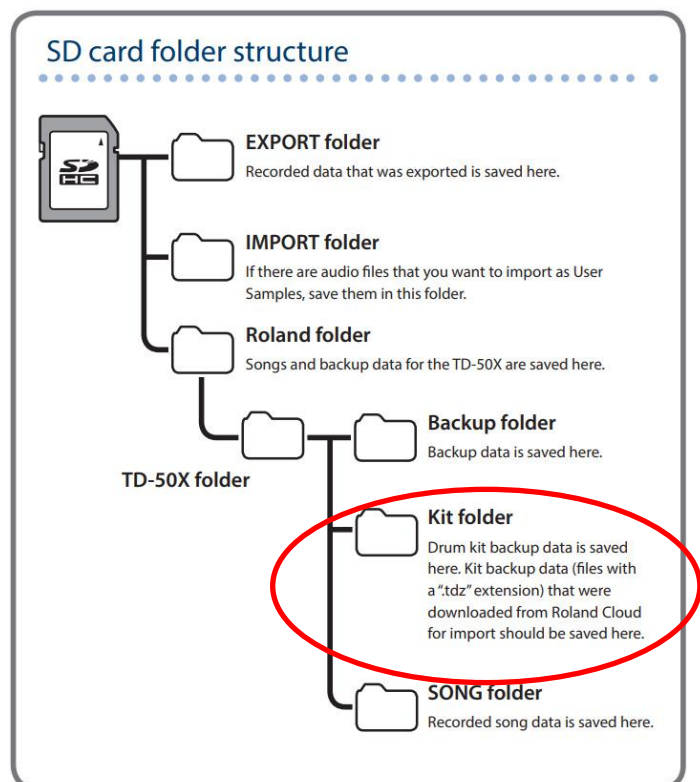 SD card folder structure
SD
HC
EXPORT folder
Recorded data that was exported is saved here.
IMPORT folder
If there are audio files that you want to import as User
Samples, save them in this folder.
Roland folder
Songs and backup data for the TD-50X are saved here.
TD-50X folder
Backup folder
Backup data is saved here.
Kit folder
Drum kit backup data is saved
here. Kit backup data (files with
a “.tdz” extension) that were
downloaded from Roland Cloud
for import should be saved here.
SONG folder
Recorded song data is saved here.